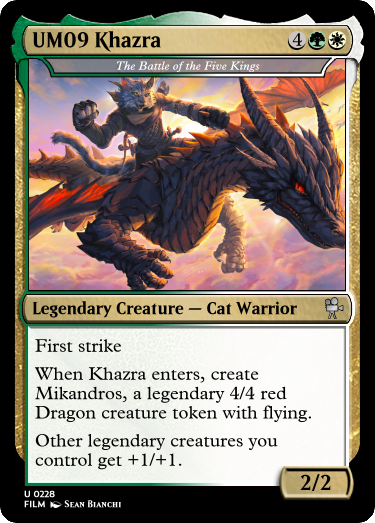 UM09 Khazra 4
The Battle of the Five Kings
Legendary Creature — Cat Warrior
First strike
When Khazra enters, create
Mikandros, a legendary 4/4 red
Dragon creature token with flying.
Other legendary creatures you
control get +1/+1.
2/2
U 0228
FILM Sean Bianchi